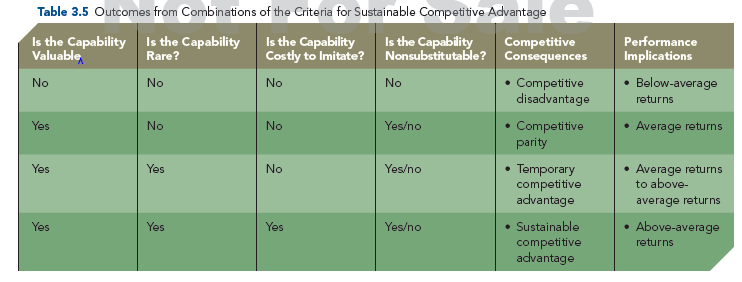 Not For Sale
Table 3.5 Outcomes from Combinations of the Criteria for Sustainable Competitive Advantage
Is the Capability Valuable
Is the Capability Rare?
Is the Capability Costly to Imitate?
Is the Capability Nonsubstitutable?
Competitive Consequences
Performance Implications
No
No
No
No
• Competitive disadvantage
• Below-average returns
Yes
No
No
Yes/no
• Competitive parity
• Average returns
Yes
Yes
No
Yes/no
• Temporary competitive advantage
• Average returns to above-average returns
Yes
Yes
Yes
Yes/no
• Sustainable competitive advantage
• Above-average returns